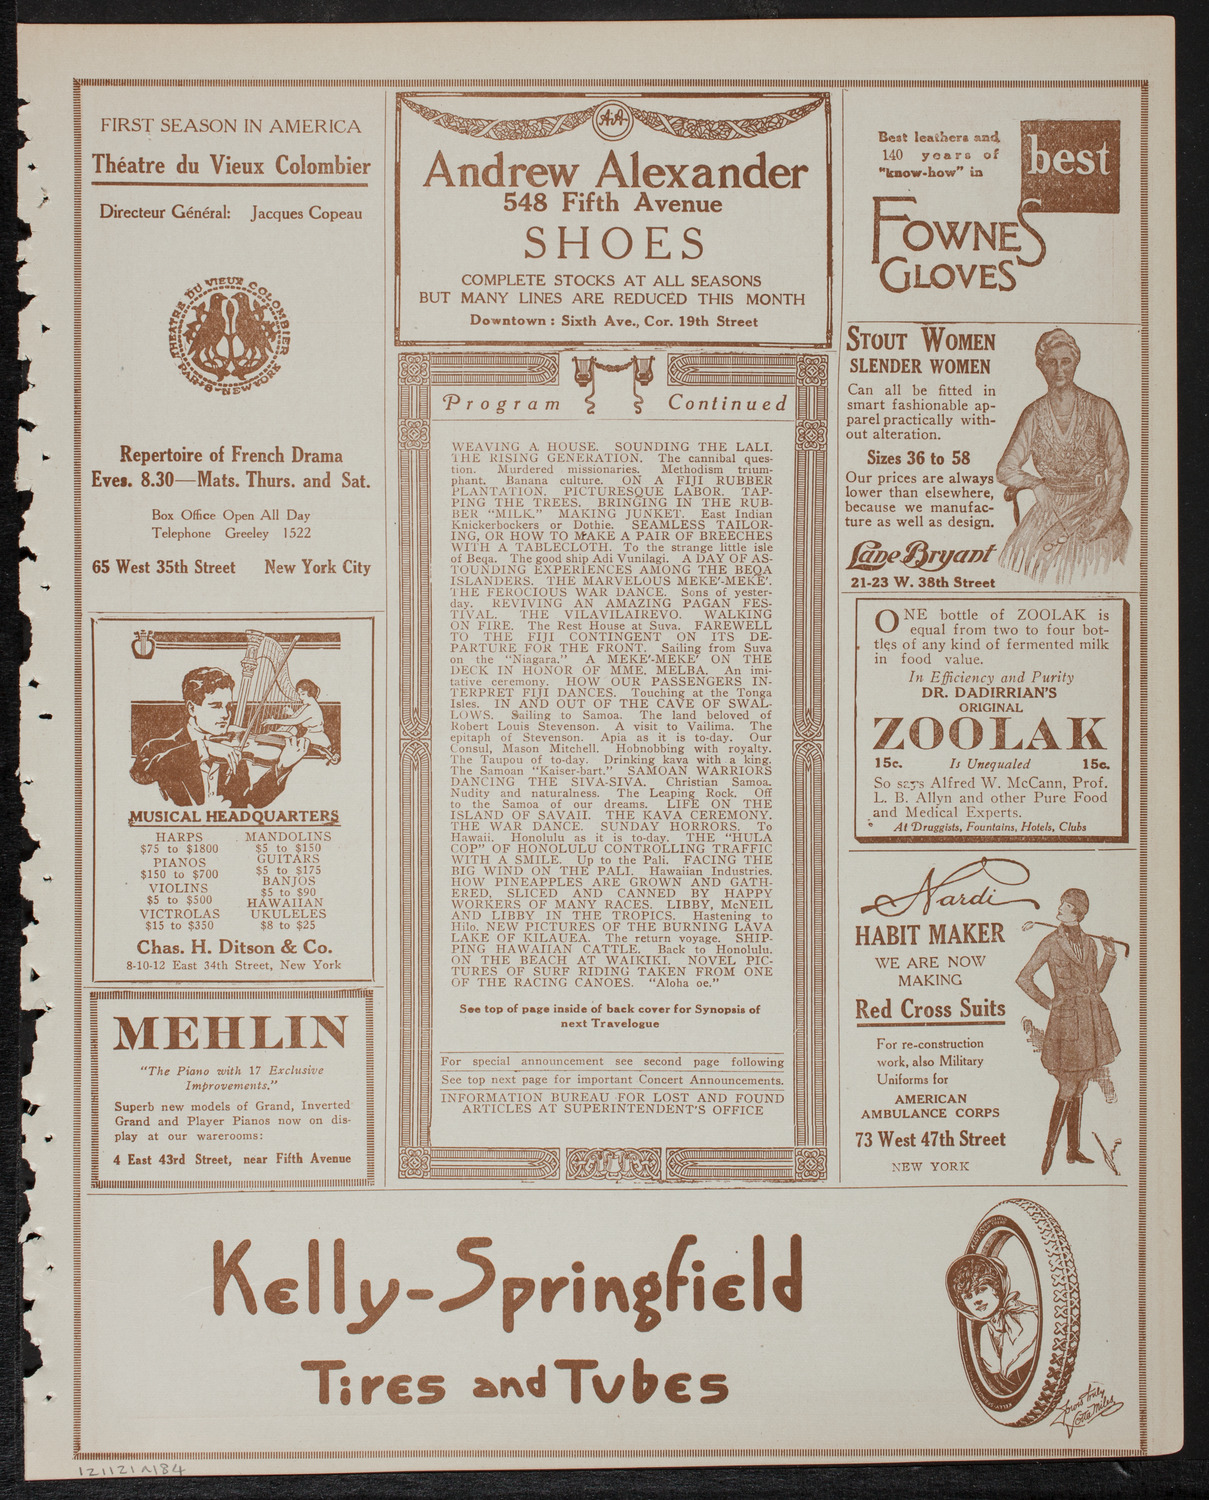 FIRST SEASON IN AMERICA
Théatre du Vieux Colombier
Directeur Général: Jacques Copeau
THEATRE DU VIEUX COLOMBIER
PARIS-NEW YORK
Repertoire of French Drama
Eves. 8.30—Mats. Thurs. and Sat.
Box Office Open All Day
Telephone Greeley 1522
65 West 35th Street New York City
MUSICAL HEADQUARTERS
HARPS
$75 to $1800
PIANOS
$150 to $700
VIOLINS
$5 to $500
VICTROLAS
$15 to $350
MANDOLINS
$5 to $150
GUITARS
$5 to $175
BANJOS
$5 to $90
HAWAIIAN
UKULELES
$8 to $25
Chas. H. Ditson & Co.
8-10-12 East 34th Street, New York
MEHLIN
"The Piano with 17 Exclusive
Improvements."
Superb new models of Grand, Inverted
Grand and Player Pianos now on dis-
play at our warerooms:
4 East 43rd Street, near Fifth Avenue
AA
Andrew Alexander
548 Fifth Avenue
SHOES
COMPLETE STOCKS AT ALL SEASONS
BUT MANY LINES ARE REDUCED THIS MONTH
Downtown: Sixth Ave., Cor. 19th Street
Program Continued
WEAVING A HOUSE. SOUNDING THE LALI.
THE RISING GENERATION. The cannibal ques-
tion. Murdered missionaries. Methodism trium-
phant. Banana culture. ON A FIJI RUBBER
PLANTATION. PICTURESQUE LABOR. TAP-
PING THE TREES. BRINGING IN THE RUB-
BER "MILK." MAKING JUNKET. East Indian
Knickerbockers or Dothie. SEAMLESS TAILOR-
ING, OR HOW TO MAKE A PAIR OF BREECHES
WITH A TABLECLOTH. To the strange little isle
of Beqa. The good ship Adi Vunilagi. A DAY OF AS-
TOUNDING EXPERIENCES AMONG THE BEQA
ISLANDERS. THE MARVELOUS MEKE'-MEKE'.
THE FEROCIOUS WAR DANCE. Sons of yester-
day. REVIVING AN AMAZING PAGAN FES-
TIVAL. THE VILAVILAIREVO. WALKING
ON FIRE. The Rest House at Suva. FAREWELL
TO THE FIJI CONTINGENT ON ITS DE-
PARTURE FOR THE FRONT. Sailing from Suva
on the "Niagara." A MEKE'-MEKE' ON THE
DECK IN HONOR OF MME. MELBA. An imi-
tative ceremony. HOW OUR PASSENGERS IN-
TERPRET FIJI DANCES. Touching at the Tonga
Isles. IN AND OUT OF THE CAVE OF SWAL-
LOWS. Sailing to Samoa. The land beloved of
Robert Louis Stevenson. A visit to Vailima. The
epitaph of Stevenson. Apia as it is to-day. Our
Consul, Mason Mitchell. Hobnobbing with royalty.
The Taupou of to-day. Drinking kava with a king.
The Samoan "Kaiser-bart." SAMOAN WARRIORS
DANCING THE SIVA-SIVA. Christian Samoa.
Nudity and naturalness. The Leaping Rock. Off
to the Samoa of our dreams. LIFE ON THE
ISLAND OF SAVAII. THE KAVA CEREMONY.
THE WAR DANCE. SUNDAY HORRORS. To
Hawaii. Honolulu as it is to-day. THE "HULA
COP" OF HONOLULU CONTROLLING TRAFFIC
WITH A SMILE. Up to the Pali. FACING THE
BIG WIND ON THE PALI. Hawaiian Industries.
HOW PINEAPPLES ARE GROWN AND GATH-
ERED, SLICED AND CANNED BY HAPPY
WORKERS OF MANY RACES. LIBBY, McNEIL
AND LIBBY IN THE TROPICS. Hastening to
Hilo. NEW PICTURES OF THE BURNING LAVA
LAKE OF KILAUEA. The return voyage. SHIP-
PING HAWAIIAN CATTLE. Back to Honolulu.
ON THE BEACH AT WAIKIKI. NOVEL PIC-
TURES OF SURF RIDING TAKEN FROM ONE
OF THE RACING CANOES. "Aloha oe."
See top of page inside of back cover for Synopsis of
next Travelogue
For special announcement see second page following
See top next page for important Concert Announcements.
INFORMATION BUREAU FOR LOST AND FOUND
ARTICLES AT SUPERINTENDENT'S OFFICE
Best leathers and
140 years of
"know-how" in
best
FOWNES
GLOVES
STOUT WOMEN
SLENDER WOMEN
Can all be fitted in
smart fashionable ap-
parel practically with-
out alteration.
Sizes 36 to 58
Our prices are always
lower than elsewhere,
because we manufac-
ture as well as design.
Lane Bryant
21-23 W. 38th Street
ONE bottle of ZOOLAK is
equal from two to four bot-
tles of any kind of fermented milk
in food value.
In Efficiency and Purity
DR. DADIRRIAN'S
ORIGINAL
ZOOLAK
15c. Is Unequaled 15c.
So says Alfred W. McCann, Prof.
L. B. Allyn and other Pure Food
and Medical Experts.
At Druggists, Fountains, Hotels, Clubs
Nardi
HABIT MAKER
WE ARE NOW
MAKING
Red Cross Suits
For re-construction
work, also Military
Uniforms for
AMERICAN
AMBULANCE CORPS
73 West 47th Street
NEW YORK
Kelly-Springfield
Tires and Tubes
Yours truly
Lotta Miles
121121N184